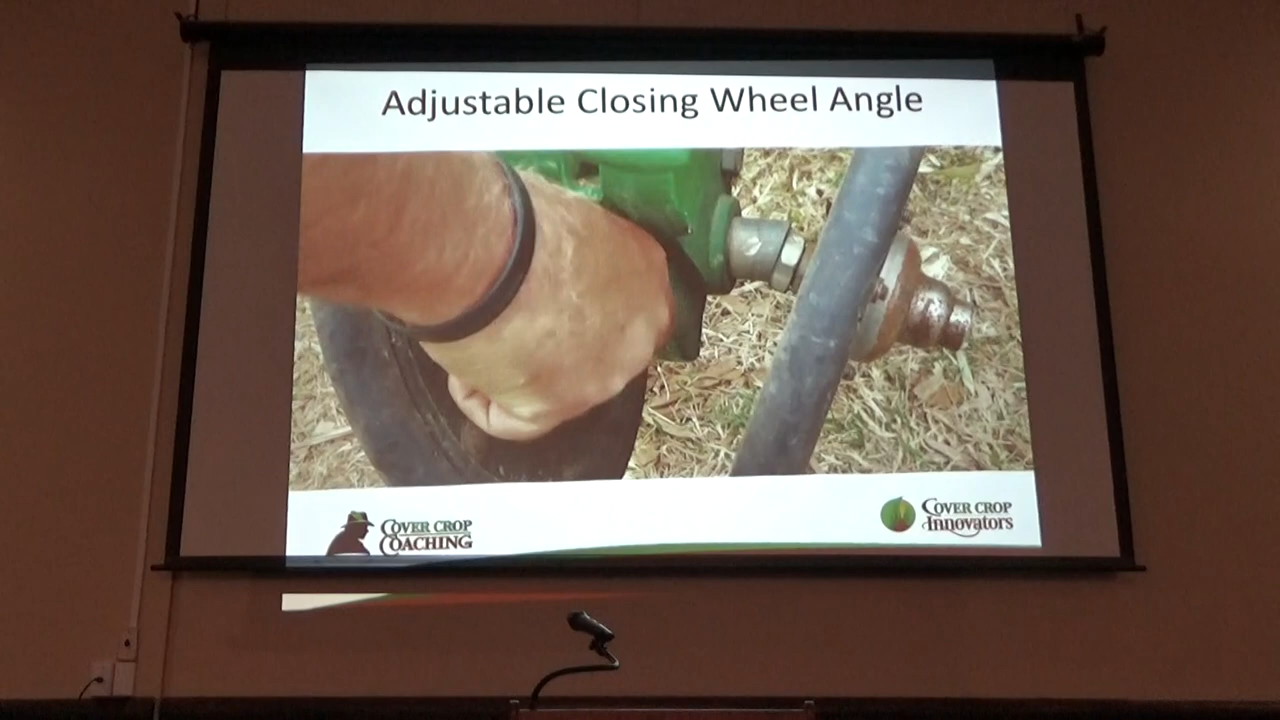 Adjustable Closing Wheel Angle
COVER CROP
COACHING
COVER CROP
Innovators